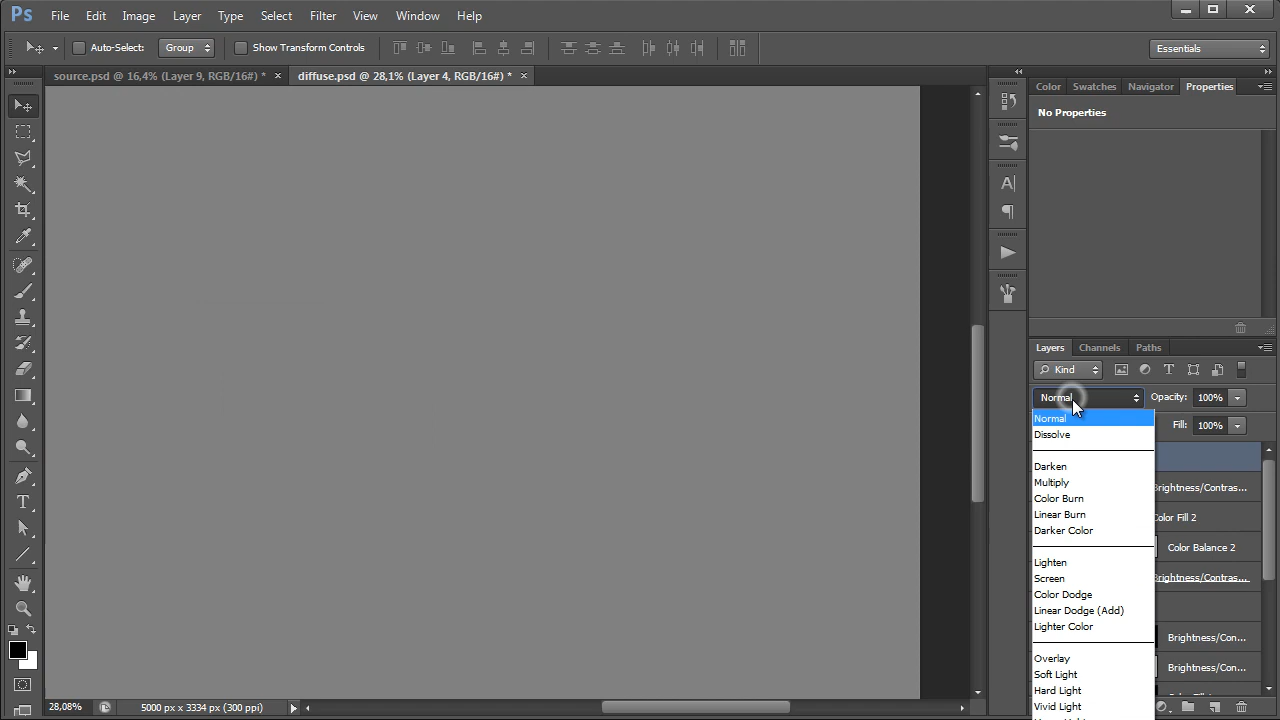 Ps File Edit Image Layer Type Select Filter View Window Help
Auto-Select: Group Show Transform Controls Essentials
source.psd @ 16,4% (Layer 9, RGB/16#) * × diffuse.psd @ 28,1% (Layer 4, RGB/16#) * ×
Color Swatches Navigator Properties
No Properties
Layers Channels Paths
Kind
Normal Opacity: 100%
Fill: 100%
Normal
Dissolve
Darken
Multiply
Color Burn
Linear Burn
Darker Color
Lighten
Screen
Color Dodge
Linear Dodge (Add)
Lighter Color
Overlay
Soft Light
Hard Light
Vivid Light
Brightness/Contras...
Color Fill 2
Color Balance 2
Brightness/Contras...
Brightness/Con...
Brightness/Con...
28,08% 5000 px x 3334 px (300 ppi)